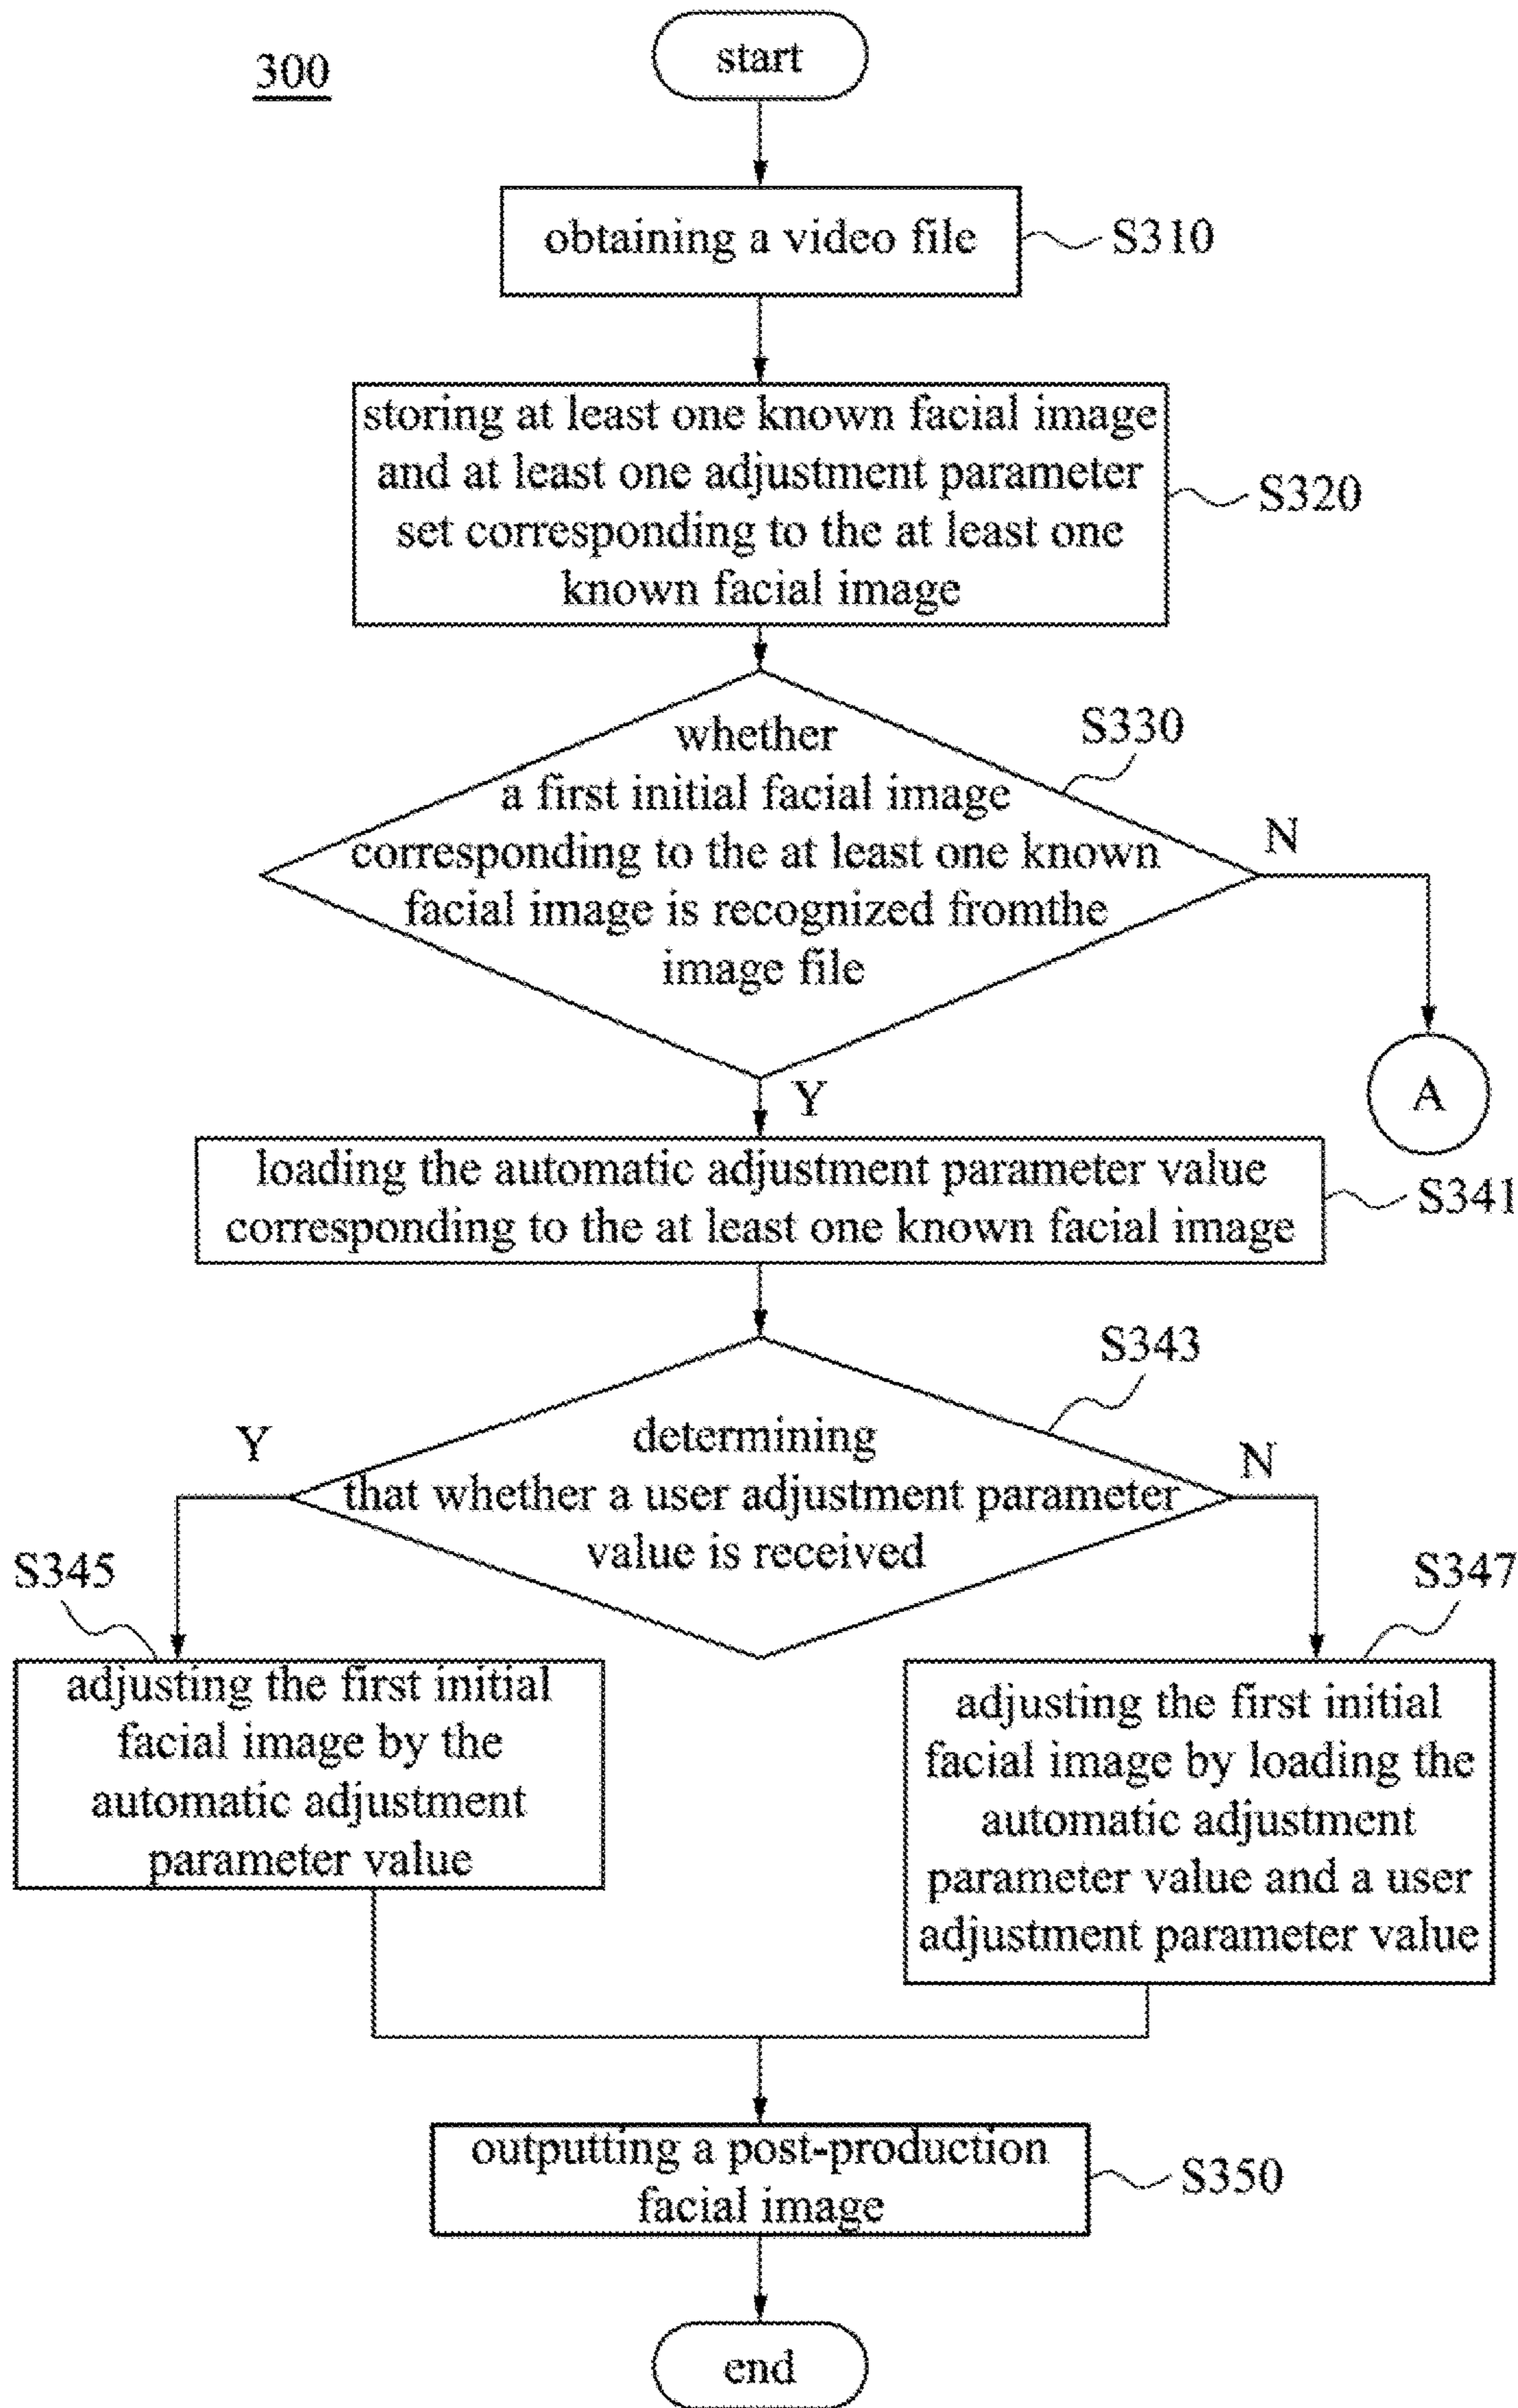 300
start
obtaining a video file
S310
storing at least one known facial image
and at least one adjustment parameter
set corresponding to the at least one
known facial image
S320
whether
a first initial facial image
corresponding to the at least one known
facial image is recognized fromthe
image file
S330
N
A
Y
loading the automatic adjustment parameter value
corresponding to the at least one known facial image
S341
determining
that whether a user adjustment parameter
value is received
S343
Y
N
S345
adjusting the first initial
facial image by the
automatic adjustment
parameter value
S347
adjusting the first initial
facial image by loading the
automatic adjustment
parameter value and a user
adjustment parameter value
outputting a post-production
facial image
S350
end